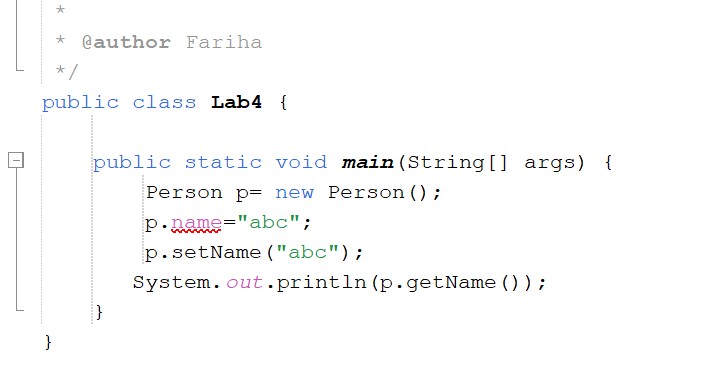 *
* @author Fariha
*/
public class Lab4 {
public static void main(String[] args) {
Person p= new Person();
p.name="abc";
p.setName("abc");
System.out.println(p.getName());
}
}